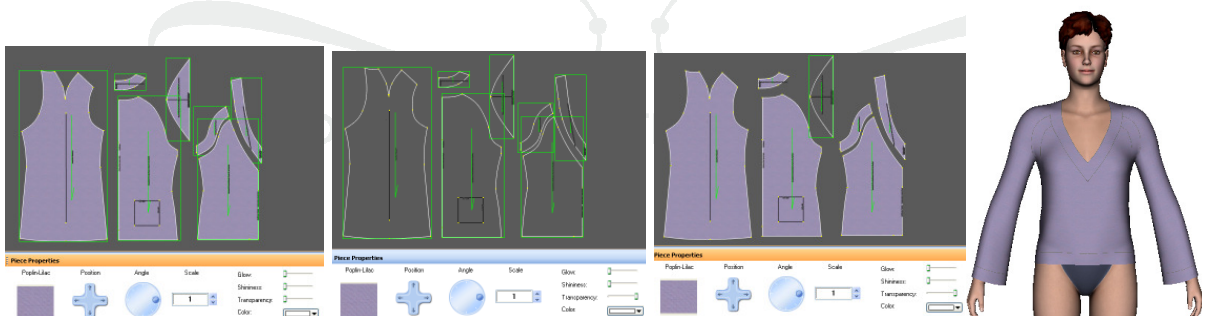 Piece Properties
Poplin-Lilac Position Angle Scale
Glow:
Shininess:
1
Transparency:
Color:
Piece Properties
Poplin-Lilac Position Angle Scale
Glow:
Shininess:
1
Transparency:
Color:
Piece Properties
Poplin-Lilac Position Angle Scale
Glow:
Shininess:
1
Transparency:
Color: